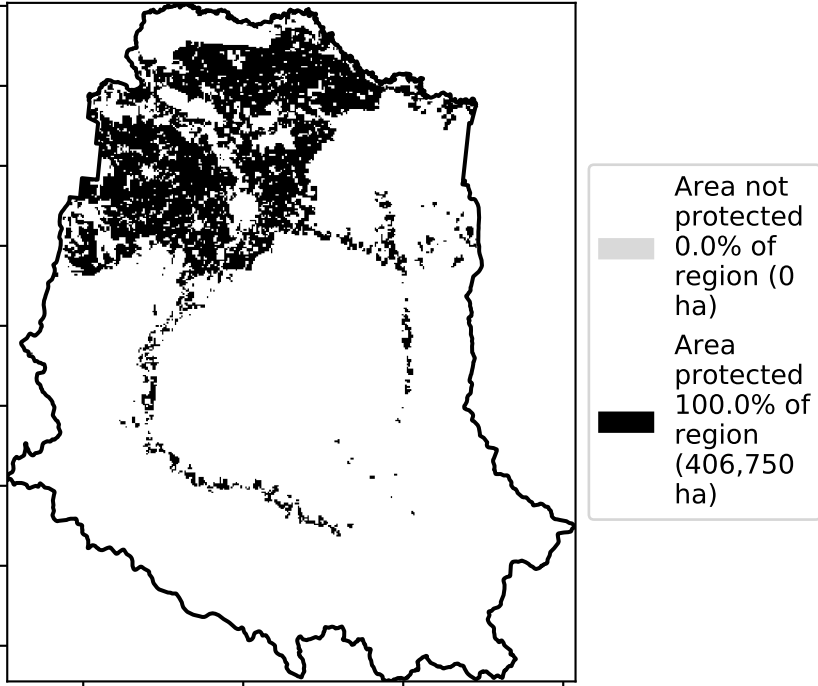 Area not
protected
0.0% of
region (0
ha)
Area
protected
100.0% of
region
(406,750
ha)